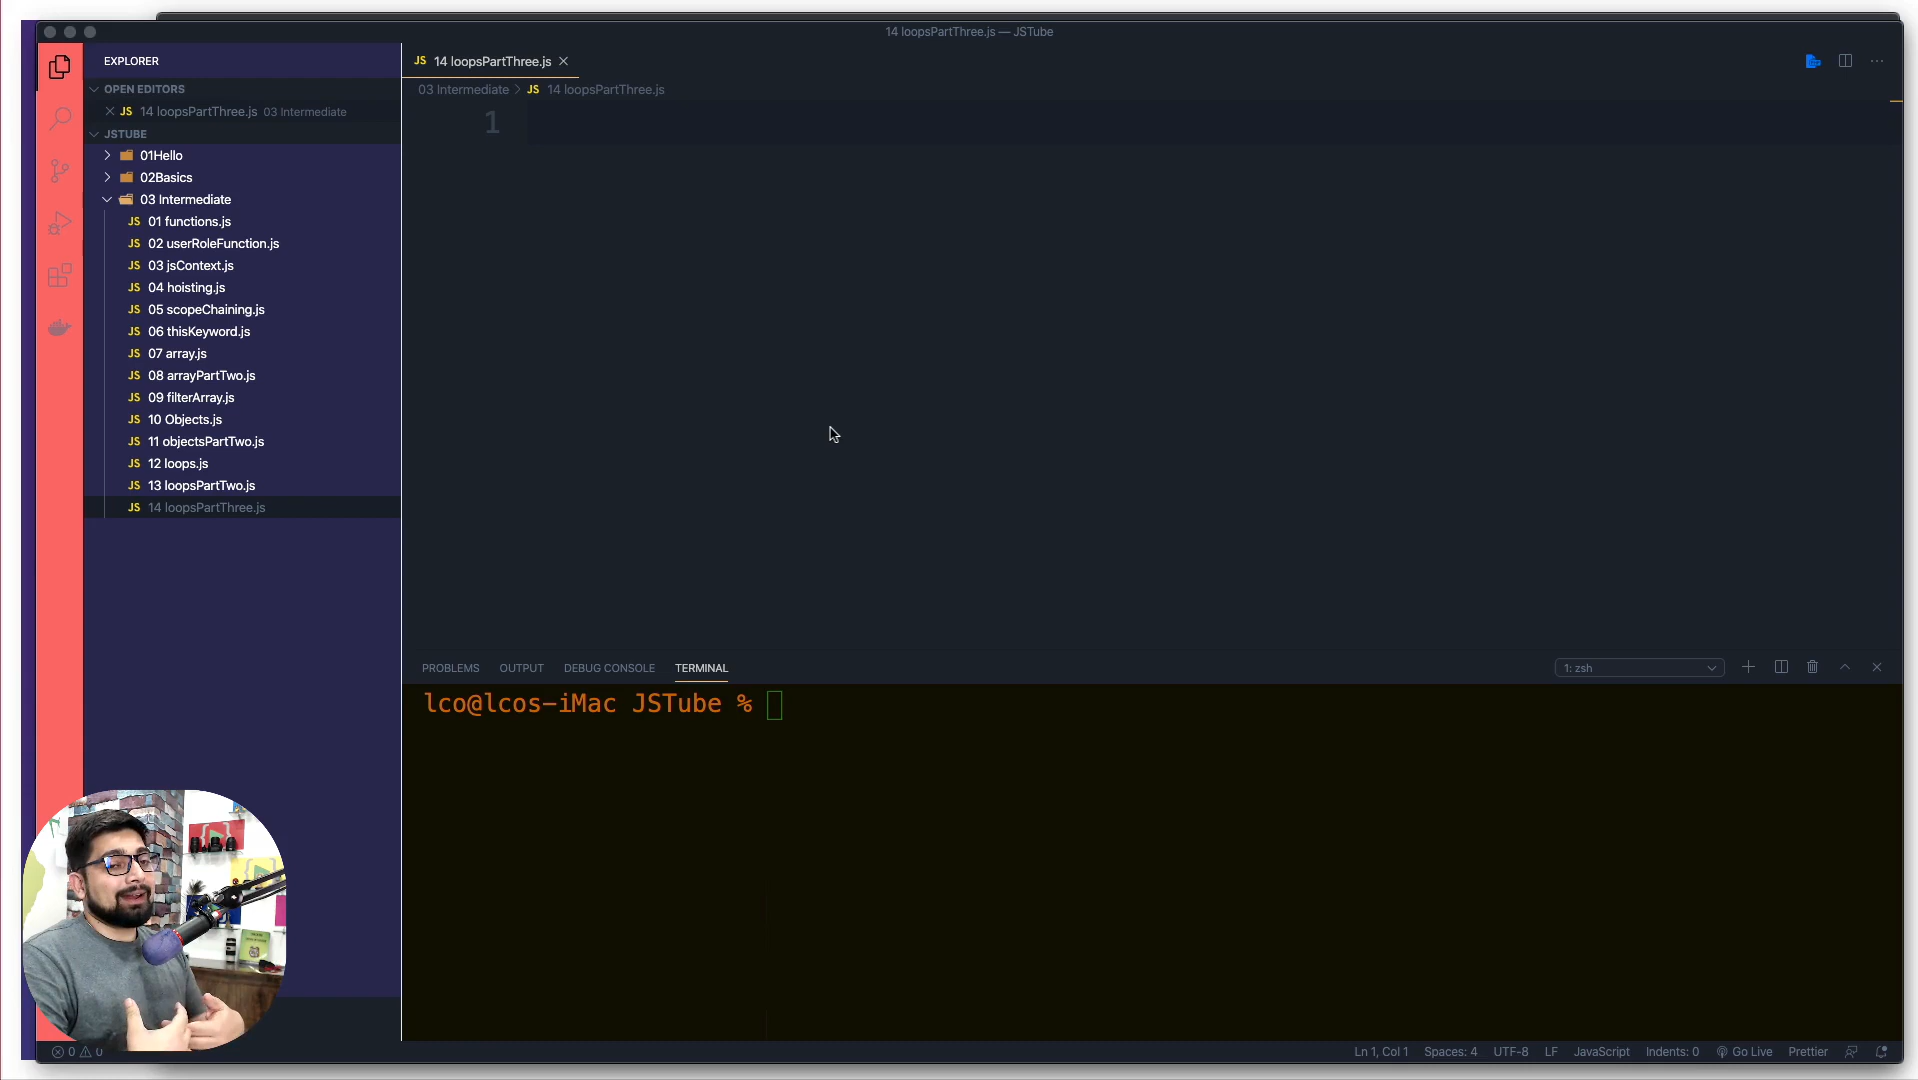 14 loopsPartThree.js — JSTube
EXPLORER
OPEN EDITORS
JS 14 loopsPartThree.js 03 Intermediate
JSTUBE
01Hello
02Basics
03 Intermediate
JS 01 functions.js
JS 02 userRoleFunction.js
JS 03 jsContext.js
JS 04 hoisting.js
JS 05 scopeChaining.js
JS 06 thisKeyword.js
JS 07 array.js
JS 08 arrayPartTwo.js
JS 09 filterArray.js
JS 10 Objects.js
JS 11 objectsPartTwo.js
JS 12 loops.js
JS 13 loopsPartTwo.js
JS 14 loopsPartThree.js
JS 14 loopsPartThree.js
03 Intermediate > JS 14 loopsPartThree.js
1
PROBLEMS OUTPUT DEBUG CONSOLE TERMINAL 1: zsh
lco@lcos-iMac JSTube %
0 0 Ln 1, Col 1 Spaces: 4 UTF-8 LF JavaScript Indents: 0 Go Live Prettier